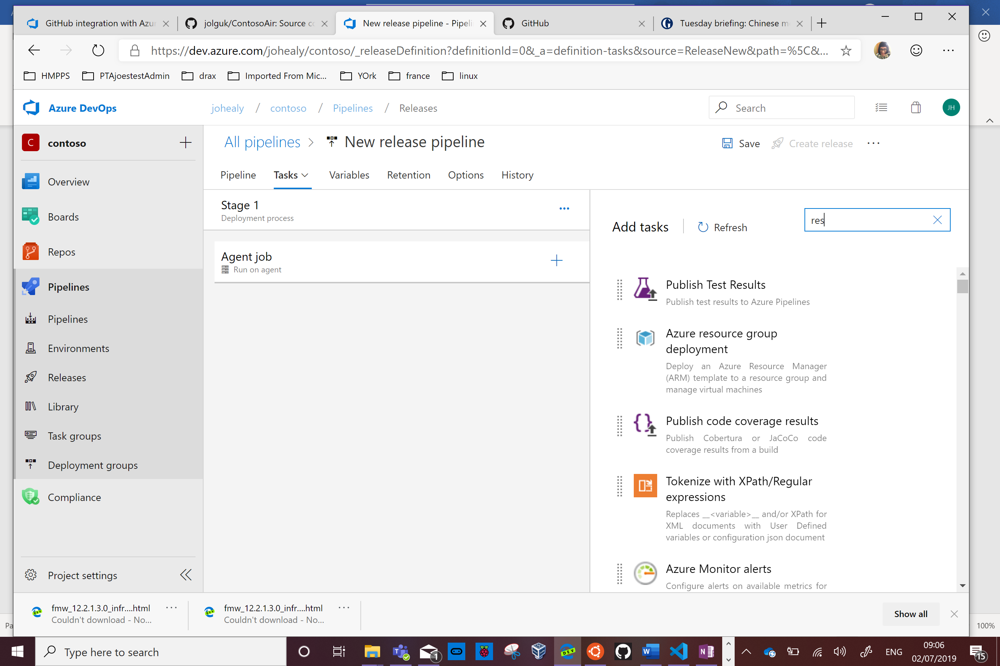 GitHub integration with Azur
jolguk/ContosoAir: Source co
New release pipeline - Pipeli
GitHub
Tuesday briefing: Chinese m
https://dev.azure.com/johealy/contoso/_releaseDefinition?definitionId=0&_a=definition-tasks&source=ReleaseNew&path=%5C&...
HMPPS
PTAjoestestAdmin
drax
Imported From Mic...
YOrk
france
linux
Azure DevOps
johealy / contoso / Pipelines / Releases
Search
JH
C contoso
All pipelines > New release pipeline
Save
Create release
Overview
Boards
Repos
Pipelines
Pipelines
Environments
Releases
Library
Task groups
Deployment groups
Compliance
Project settings
Pipeline
Tasks
Variables
Retention
Options
History
Stage 1
Deployment process
Agent job
Run on agent
Add tasks
Refresh
res
Publish Test Results
Publish test results to Azure Pipelines
Azure resource group
deployment
Deploy an Azure Resource Manager
(ARM) template to a resource group and
manage virtual machines
Publish code coverage results
Publish Cobertura or JaCoCo code
coverage results from a build
Tokenize with XPath/Regular
expressions
Replaces __<variable>__ and/or XPath for
XML documents with User Defined
variables or configuration json document
Azure Monitor alerts
Configure alerts on available metrics for
fmw_12.2.1.3.0_infr....html
Couldn't download - No...
fmw_12.2.1.3.0_infr....html
Couldn't download - No...
Show all
Pa
100%
Type here to search
1
DEV
ENG
09:06
02/07/2019
15